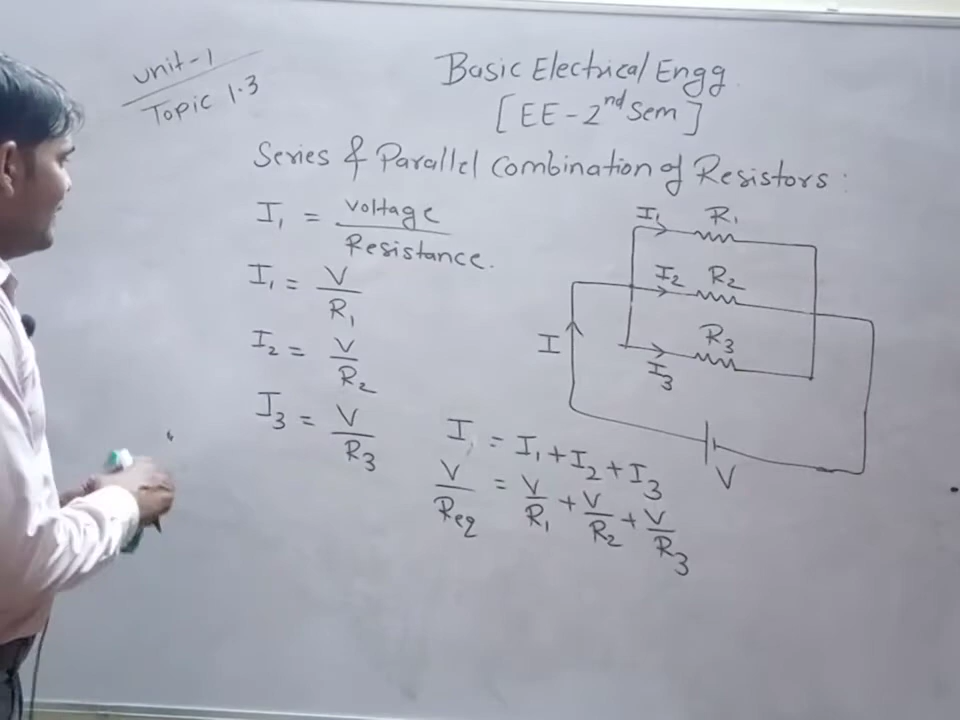 Unit-1
Topic 1.3
Basic Electrical Engg.
[EE-2nd Sem]
Series & Parallel Combination of Resistors:
I₁ = Voltage / Resistance.
I₁ = V / R₁
I₂ = V / R₂
I₃ = V / R₃
I₁ R₁
I₂ R₂
I R₃
I₃
V
I = I₁ + I₂ + I₃
V / Req = V / R₁ + V / R₂ + V / R₃